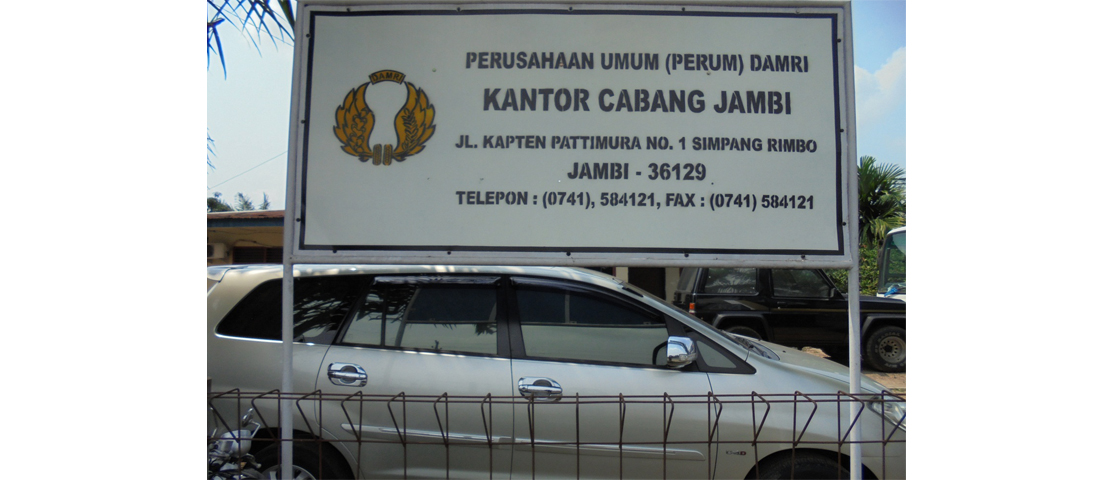 DAMRI
PERUSAHAAN UMUM (PERUM) DAMRI
KANTOR CABANG JAMBI
JL. KAPTEN PATTIMURA NO. 1 SIMPANG RIMBO
JAMBI - 36129
TELEPON : (0741), 584121, FAX : (0741) 584121